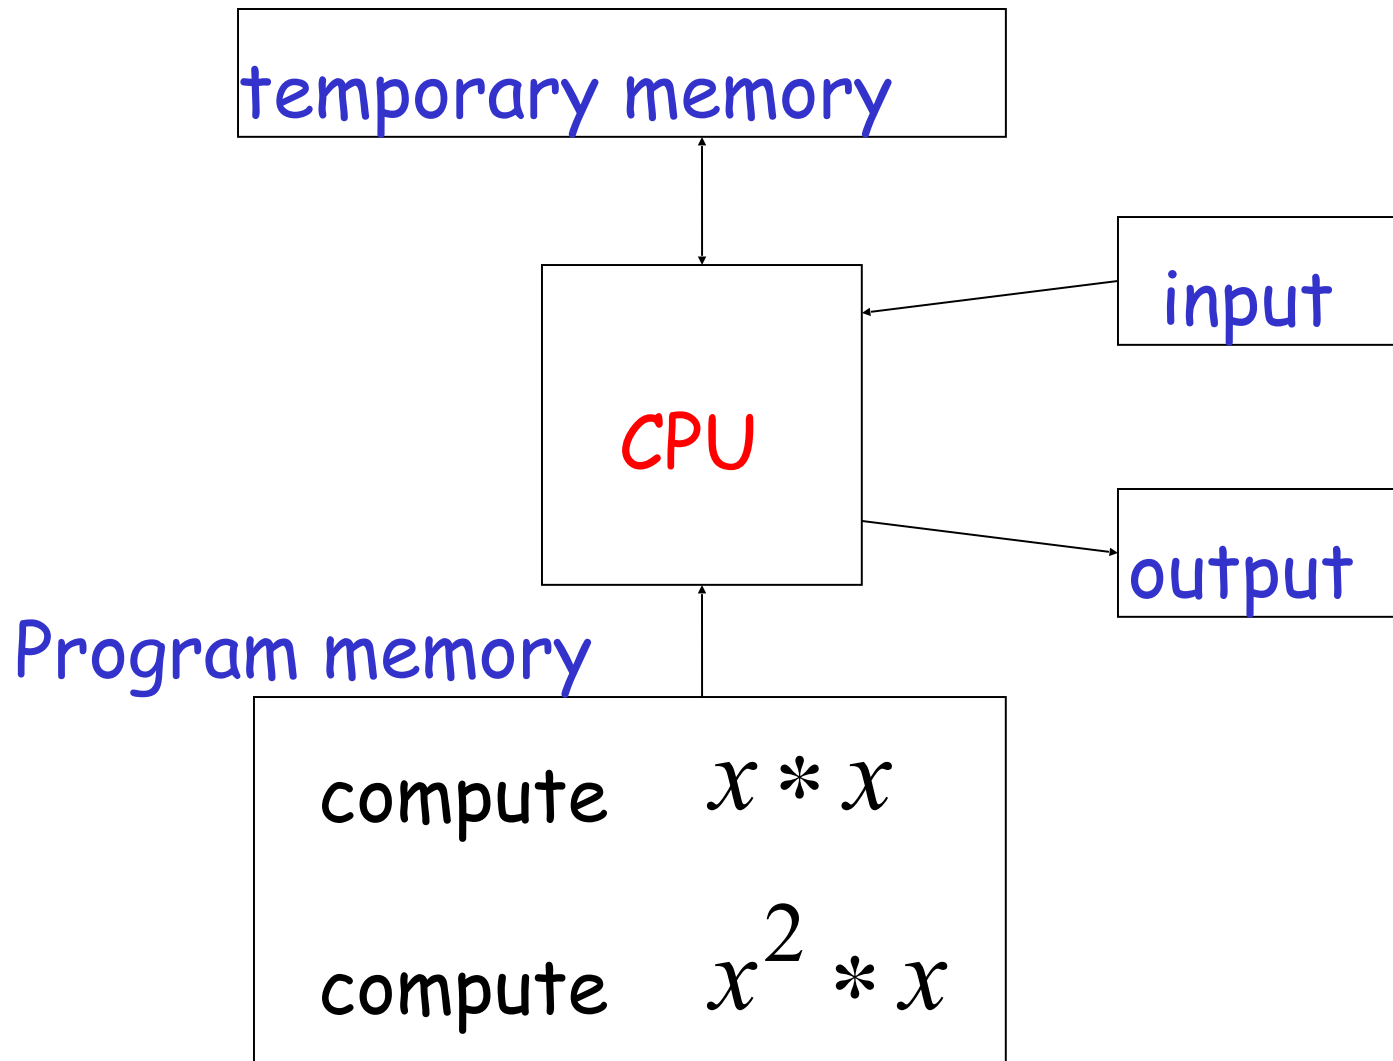 temporary memory
input
CPU
output
Program memory
compute x * x
compute x² * x